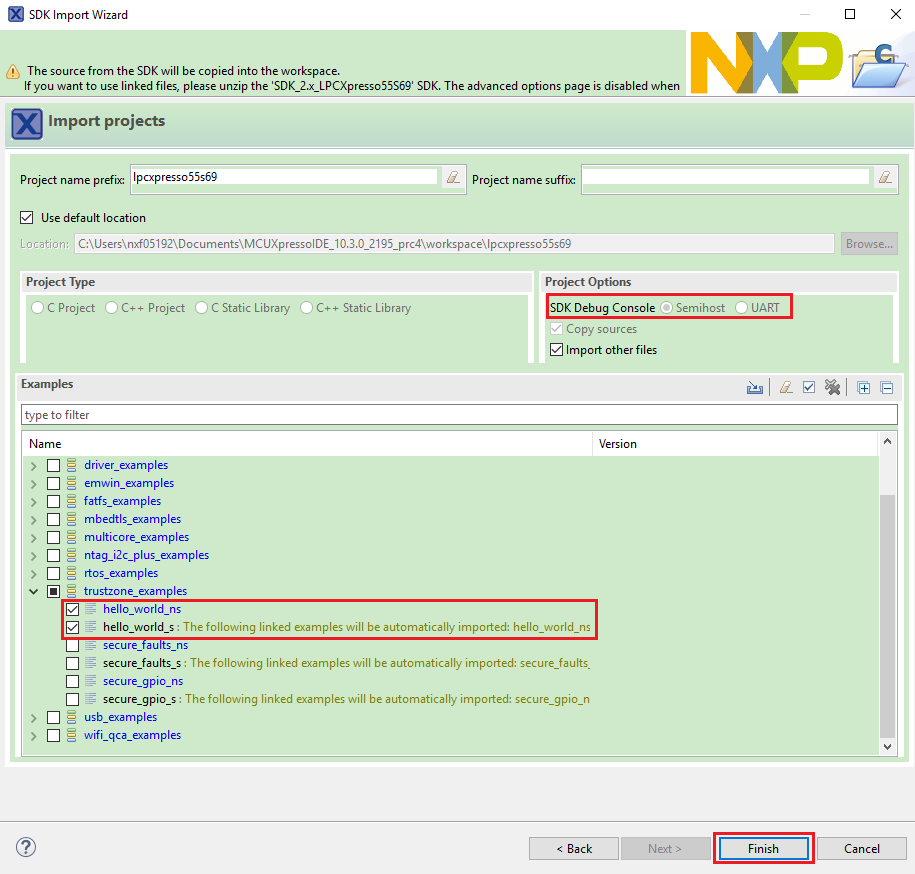 SDK Import Wizard
The source from the SDK will be copied into the workspace.
If you want to use linked files, please unzip the 'SDK_2.x_LPCXpresso55S69' SDK. The advanced options page is disabled when
NXP
C
X Import projects
Project name prefix: lpcxpresso55s69 Project name suffix:
Use default location
Location: C:\Users\nxf05192\Documents\MCUXpressoIDE_10.3.0_2195_prc4\workspace\lpcxpresso55s69 Browse...
Project Type Project Options
C Project C++ Project C Static Library C++ Static Library SDK Debug Console Semihost UART
Copy sources
Import other files
Examples
type to filter
Name Version
driver_examples
emwin_examples
fatfs_examples
mbedtls_examples
multicore_examples
ntag_i2c_plus_examples
rtos_examples
trustzone_examples
hello_world_ns
hello_world_s : The following linked examples will be automatically imported: hello_world_ns
secure_faults_ns
secure_faults_s : The following linked examples will be automatically imported: secure_faults_
secure_gpio_ns
secure_gpio_s : The following linked examples will be automatically imported: secure_gpio_n
usb_examples
wifi_qca_examples
? < Back Next > Finish Cancel